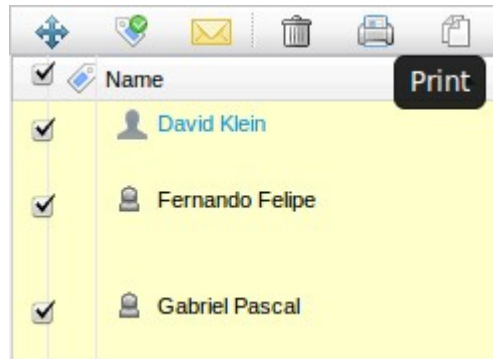 Name
Print
David Klein
Fernando Felipe
Gabriel Pascal